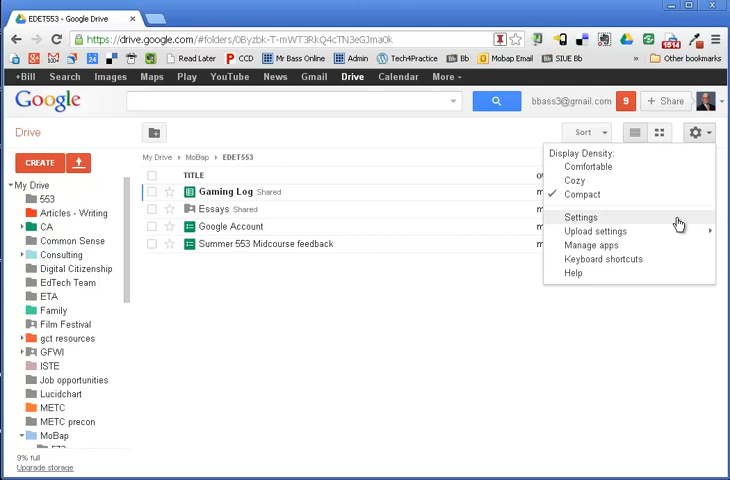 EDET553 - Google Drive
https://drive.google.com/#folders/0Byzbk-T-mWT3RkQ4cTN3eGJma0k
Read Later CCD Mr Bass Online Admin Tech4Practice Bb Mobap Email SIUE Bb Other bookmarks
1514
+Bill Search Images Maps Play YouTube News Gmail Drive Calendar More
Google
bbass3@gmail.com 9 + Share
Drive
Sort
CREATE
My Drive MoBap EDET553
TITLE
Gaming Log Shared
Essays Shared
Google Account
Summer 553 Midcourse feedback
Display Density:
Comfortable
Cozy
Compact
Settings
Upload settings
Manage apps
Keyboard shortcuts
Help
My Drive
553
Articles - Writing
CA
Common Sense
Consulting
Digital Citizenship
EdTech Team
ETA
Family
Film Festival
gct resources
GFWI
ISTE
Job opportunities
Lucidchart
METC
METC precon
MoBap
9% full
Upgrade storage